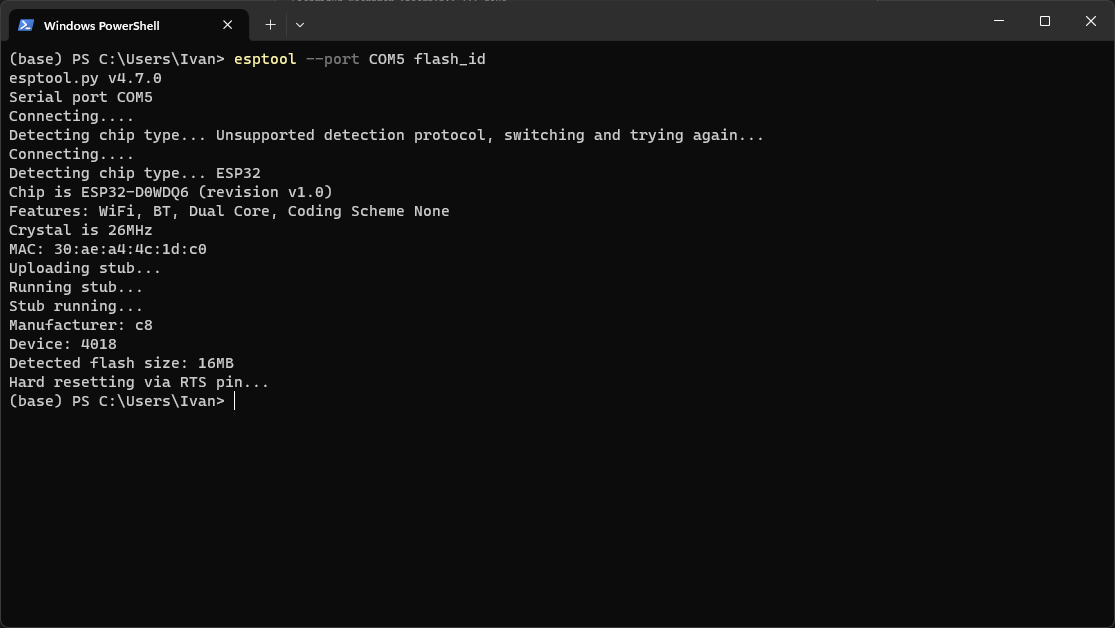 Windows PowerShell
(base) PS C:\Users\Ivan> esptool --port COM5 flash_id
esptool.py v4.7.0
Serial port COM5
Connecting....
Detecting chip type... Unsupported detection protocol, switching and trying again...
Connecting....
Detecting chip type... ESP32
Chip is ESP32-D0WDQ6 (revision v1.0)
Features: WiFi, BT, Dual Core, Coding Scheme None
Crystal is 26MHz
MAC: 30:ae:a4:4c:1d:c0
Uploading stub...
Running stub...
Stub running...
Manufacturer: c8
Device: 4018
Detected flash size: 16MB
Hard resetting via RTS pin...
(base) PS C:\Users\Ivan>